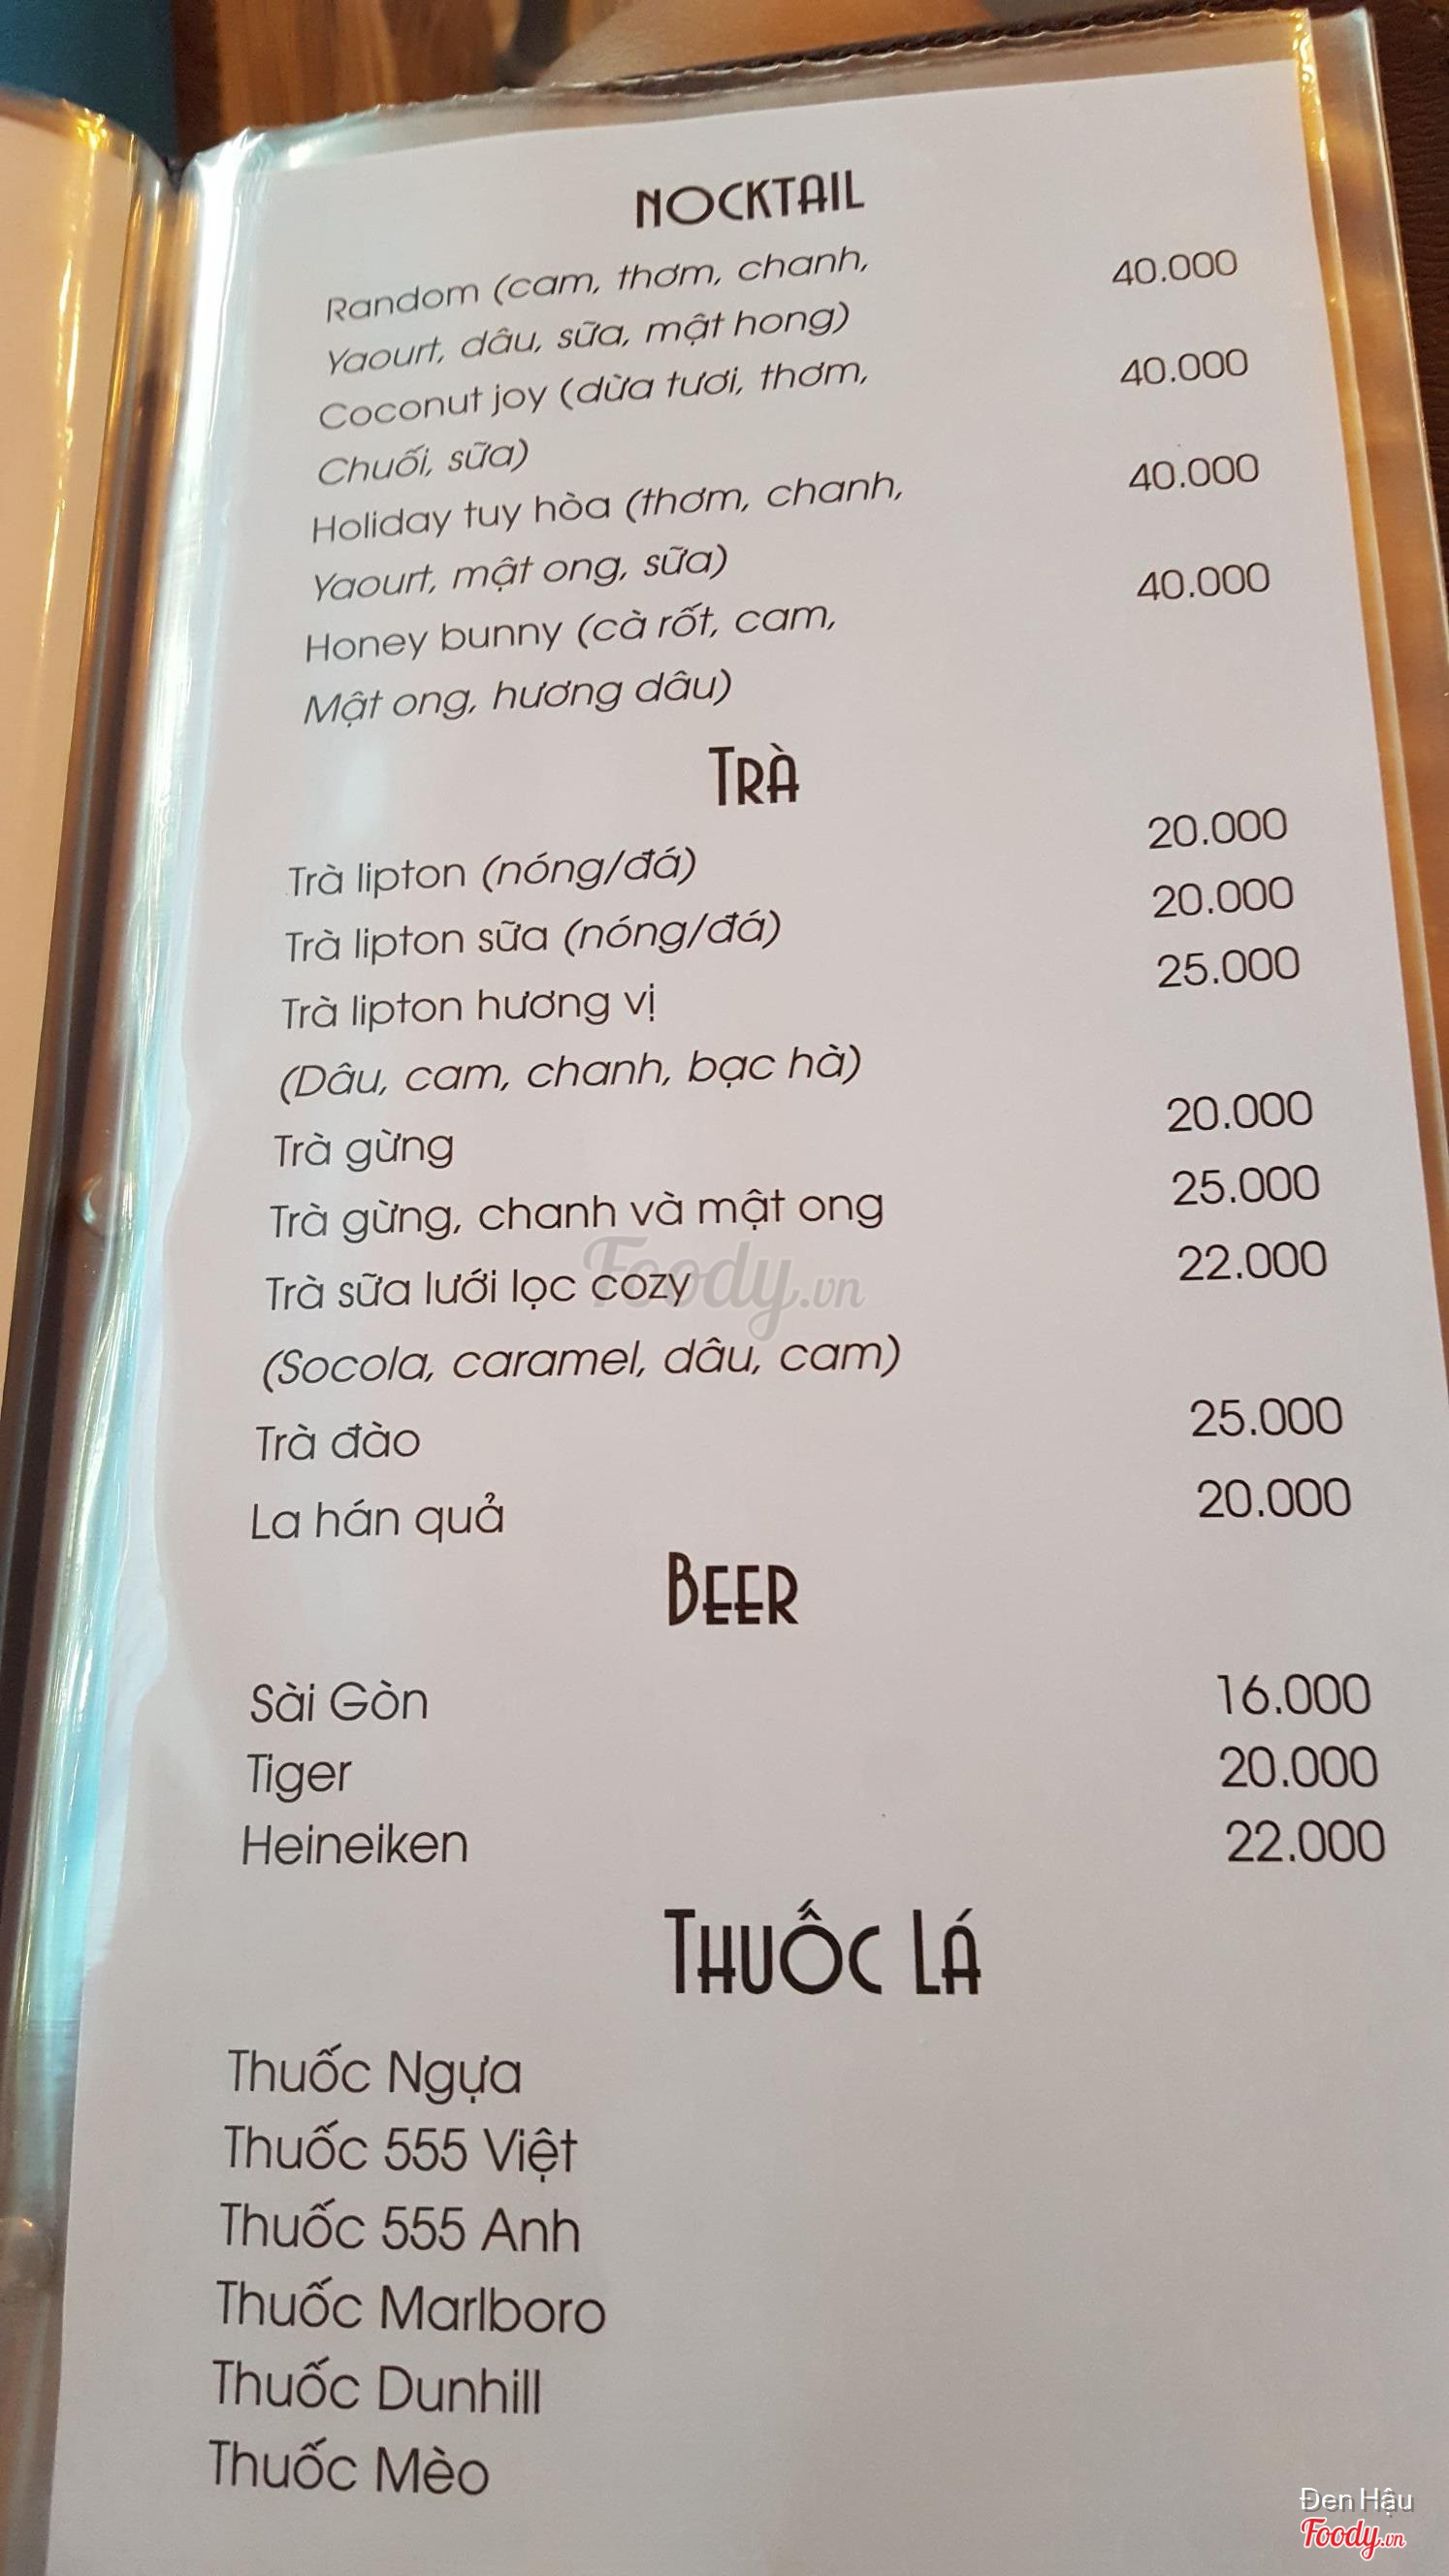 NOCKTAIL
Random (cam, thơm, chanh, 40.000
Yaourt, dâu, sữa, mật hong)
Coconut joy (dừa tươi, thơm, 40.000
Chuối, sữa)
Holiday tuy hòa (thơm, chanh, 40.000
Yaourt, mật ong, sữa)
Honey bunny (cà rốt, cam, 40.000
Mật ong, hương dâu)
TRÀ
Trà lipton (nóng/đá) 20.000
Trà lipton sữa (nóng/đá) 20.000
Trà lipton hương vị 25.000
(Dâu, cam, chanh, bạc hà)
Trà gừng 20.000
Trà gừng, chanh và mật ong 25.000
Trà sữa lưới lọc cozy 22.000
(Socola, caramel, dâu, cam)
Trà đào 25.000
La hán quả 20.000
BEER
Sài Gòn 16.000
Tiger 20.000
Heineiken 22.000
THUỐC LÁ
Thuốc Ngựa
Thuốc 555 Việt
Thuốc 555 Anh
Thuốc Marlboro
Thuốc Dunhill
Thuốc Mèo
Foody.vn
Đen Hậu
Foody.vn